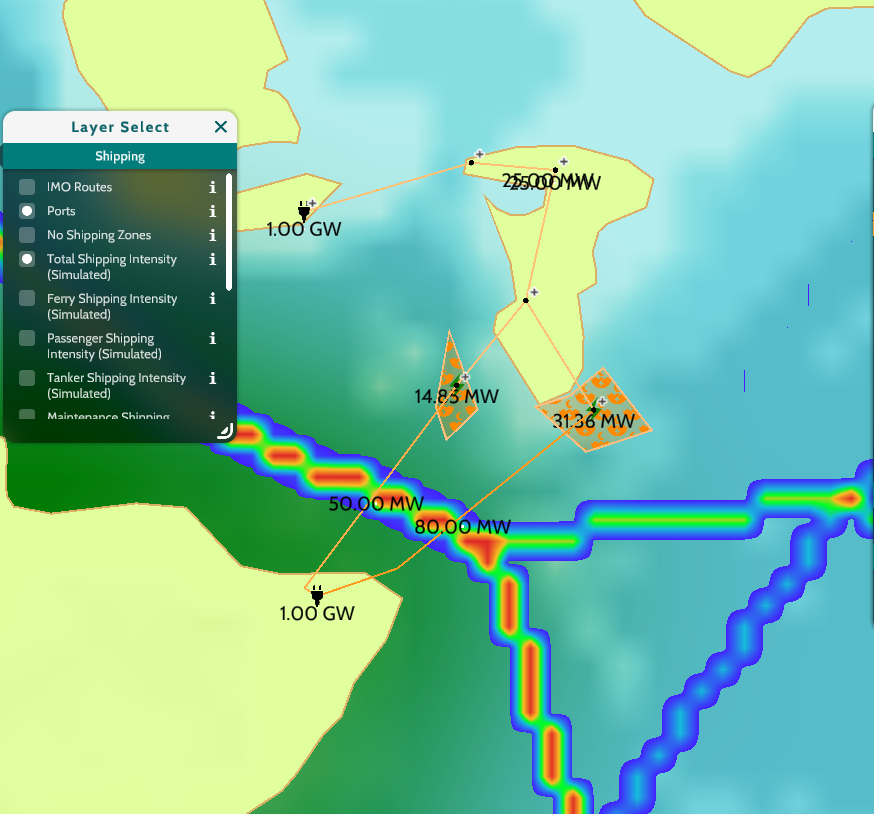 Layer Select
Shipping
IMO Routes
Ports
No Shipping Zones
Total Shipping Intensity
(Simulated)
Ferry Shipping Intensity
(Simulated)
Passenger Shipping
Intensity (Simulated)
Tanker Shipping Intensity
(Simulated)
Maintenance Shipping
25.00 MW
25.00 MW
1.00 GW
14.83 MW
31.36 MW
50.00 MW
80.00 MW
1.00 GW